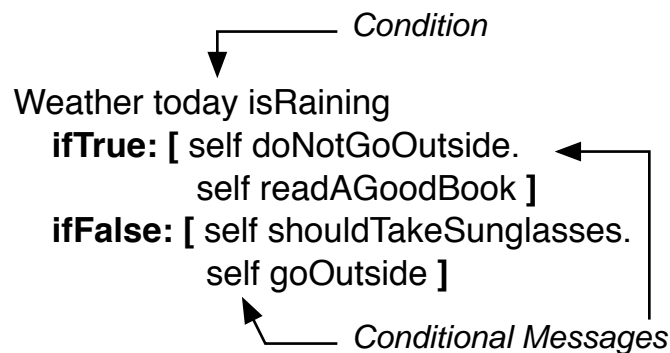 Condition
Weather today isRaining
ifTrue: [ self doNotGoOutside.
self readAGoodBook ]
ifFalse: [ self shouldTakeSunglasses.
self goOutside ]
Conditional Messages